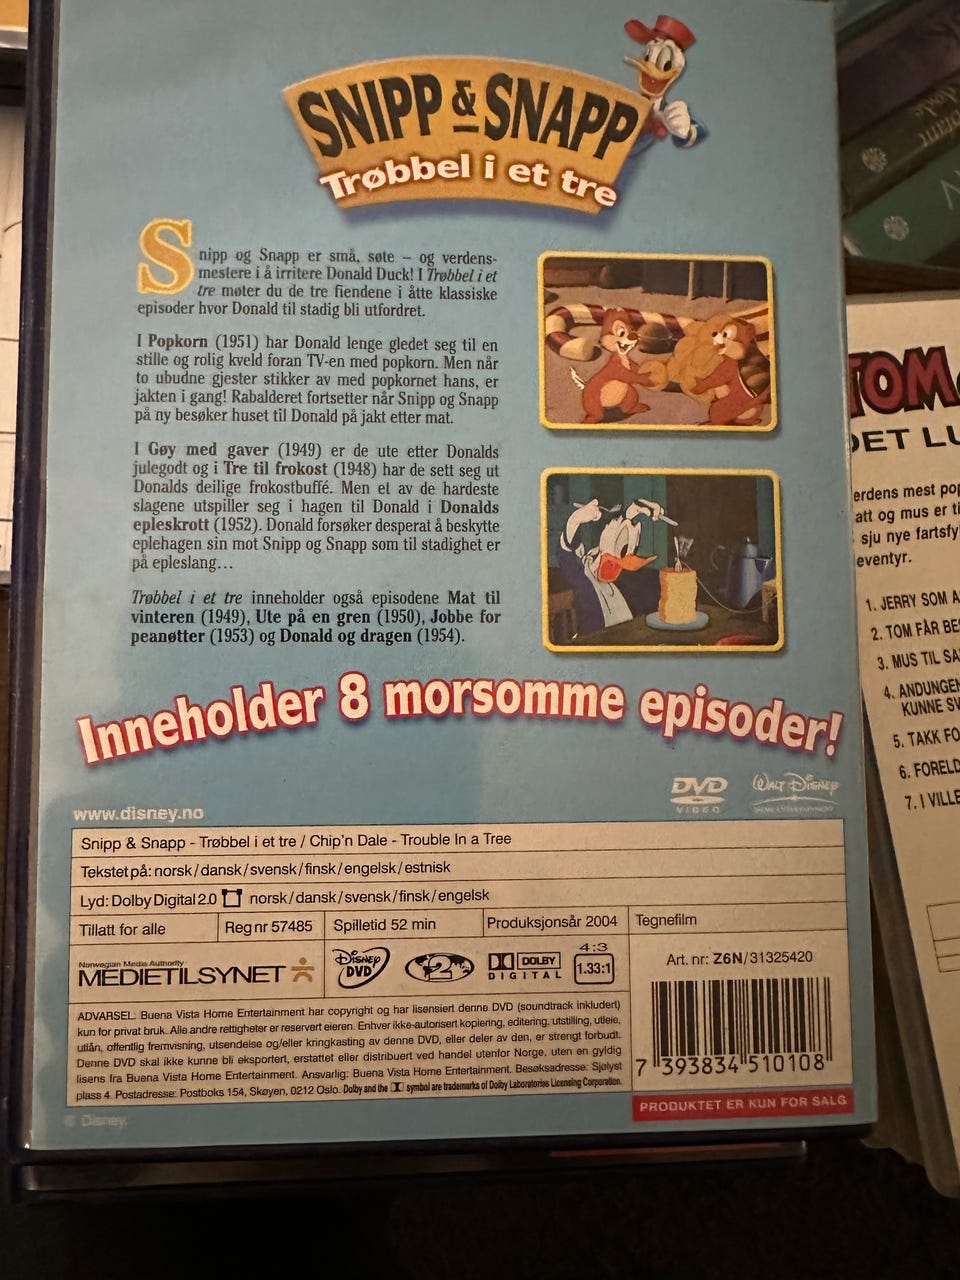 SNIPP & SNAPP
Trøbbel i et tre
Snipp og Snapp er små, søte – og verdens-
mestere i å irritere Donald Duck! I Trøbbel i et
tre møter du de tre fiendene i åtte klassiske
episoder hvor Donald til stadig bli utfordret.
I Popkorn (1951) har Donald lenge gledet seg til en
stille og rolig kveld foran TV-en med popkorn. Men når
to ubudne gjester stikker av med popkornet hans, er
jakten i gang! Rabalderet fortsetter når Snipp og Snapp
på ny besøker huset til Donald på jakt etter mat.
I Gøy med gaver (1949) er de ute etter Donalds
julegodt og i Tre til frokost (1948) har de sett seg ut
Donalds deilige frokostbuffé. Men et av de hardeste
slagene utspiller seg i hagen til Donald i Donalds
epleskrott (1952). Donald forsøker desperat å beskytte
eplehagen sin mot Snipp og Snapp som til stadighet er
på epleslang...
Trøbbel i et tre inneholder også episodene Mat til
vinteren (1949), Ute på en gren (1950), Jobbe for
peanøtter (1953) og Donald og dragen (1954).
Inneholder 8 morsomme episoder!
DVD
VIDEO
WALT DISNEY
HOME ENTERTAINMENT
www.disney.no
Snipp & Snapp - Trøbbel i et tre / Chip'n Dale - Trouble In a Tree
Tekstet på: norsk/dansk/svensk/finsk/engelsk/estnisk
Lyd: Dolby Digital 2.0 norsk/dansk/svensk/finsk/engelsk
Tillatt for alle
Reg nr 57485
Spilletid 52 min
Produksjonsår 2004
Tegnefilm
Norwegian Media Authority
MEDIETILSYNET
DISNEY
DVD
2
DOLBY
DIGITAL
4:3
1.33:1
Art. nr: Z6N/31325420
ADVARSEL: Buena Vista Home Entertainment har copyright og har lisensiert denne DVD (soundtrack inkludert)
kun for privat bruk. Alle andre rettigheter er reservert eieren. Enhver ikke-autorisert kopiering, editering, utstilling, utleie,
utlån, offentlig fremvisning, utsendelse og/eller kringkasting av denne DVD, eller deler av den, er strengt forbudt.
Denne DVD skal ikke kunne bli eksportert, erstattet eller distribuert ved handel utenfor Norge, uten en gyldig
lisens fra Buena Vista Home Entertainment. Ansvarlig: Buena Vista Home Entertainment. Besøksadresse: Sjølyst
plass 4. Postadresse: Postboks 154, Skøyen, 0212 Oslo. Dolby and the symbol are trademarks of Dolby Laboratories Licensing Corporation.
7 393834 510108
PRODUKTET ER KUN FOR SALG
© Disney.
TOM
DET LU
erdens mest pop
att og mus er ti
sju nye fartsfy
eventyr.
1. JERRY SOM A
2. TOM FÅR BE
3. MUS TIL SA
4. ANDUNGEN
KUNNE SV
5. TAKK FO
6. FORELD
7. I VILLE